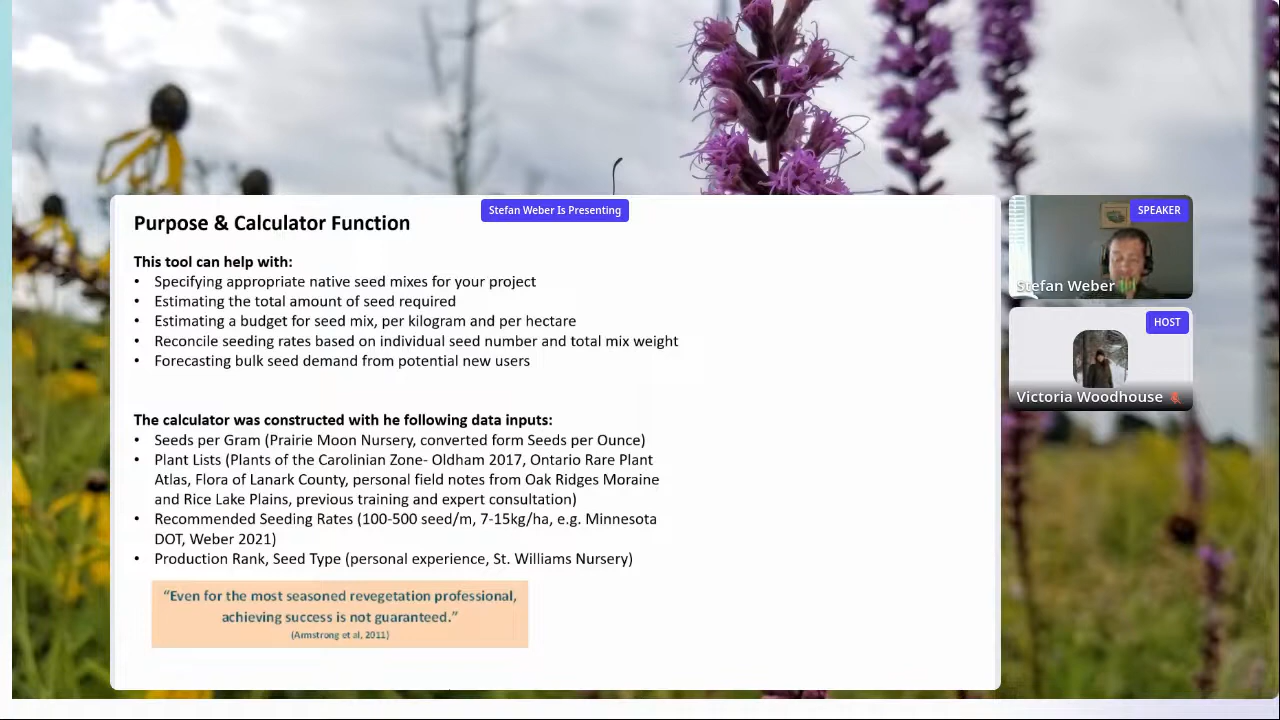 Stefan Weber Is Presenting
Purpose & Calculator Function
This tool can help with:
• Specifying appropriate native seed mixes for your project
• Estimating the total amount of seed required
• Estimating a budget for seed mix, per kilogram and per hectare
• Reconcile seeding rates based on individual seed number and total mix weight
• Forecasting bulk seed demand from potential new users
The calculator was constructed with he following data inputs:
• Seeds per Gram (Prairie Moon Nursery, converted form Seeds per Ounce)
• Plant Lists (Plants of the Carolinian Zone- Oldham 2017, Ontario Rare Plant
Atlas, Flora of Lanark County, personal field notes from Oak Ridges Moraine
and Rice Lake Plains, previous training and expert consultation)
• Recommended Seeding Rates (100-500 seed/m, 7-15kg/ha, e.g. Minnesota
DOT, Weber 2021)
• Production Rank, Seed Type (personal experience, St. Williams Nursery)
“Even for the most seasoned revegetation professional,
achieving success is not guaranteed.”
(Armstrong et al, 2011)
SPEAKER
Stefan Weber
HOST
Victoria Woodhouse